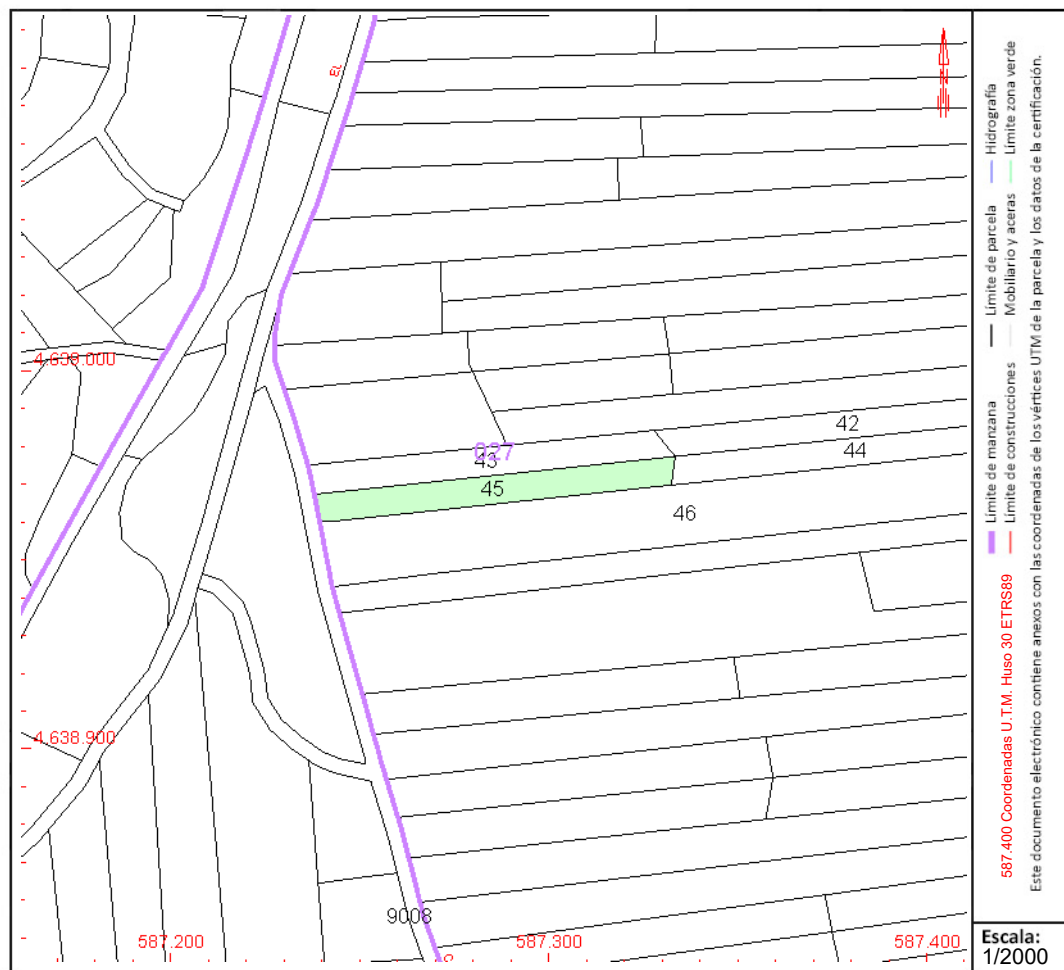 EL
4.639.000
027
42
43
44
45
46
4.638.900
9008
587.200
587.300
587.400
Límite de manzana
Límite de parcela
Hidrografía
Límite de construcciones
Mobiliario y aceras
Límite zona verde
587.400 Coordenadas U.T.M. Huso 30 ETRS89
Este documento electrónico contiene anexos con las coordenadas de los vértices UTM de la parcela y los datos de la certificación.
Escala:
1/2000